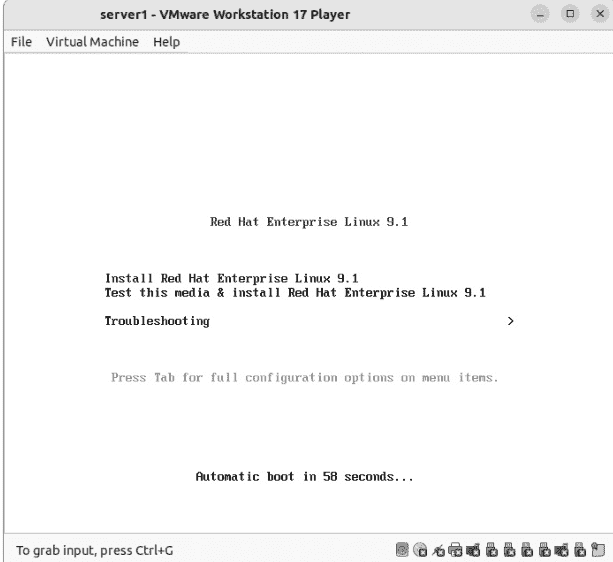 server1 - VMware Workstation 17 Player
File Virtual Machine Help
Red Hat Enterprise Linux 9.1
Install Red Hat Enterprise Linux 9.1
Test this media & install Red Hat Enterprise Linux 9.1
Troubleshooting >
Press Tab for full configuration options on menu items.
Automatic boot in 58 seconds...
To grab input, press Ctrl+G